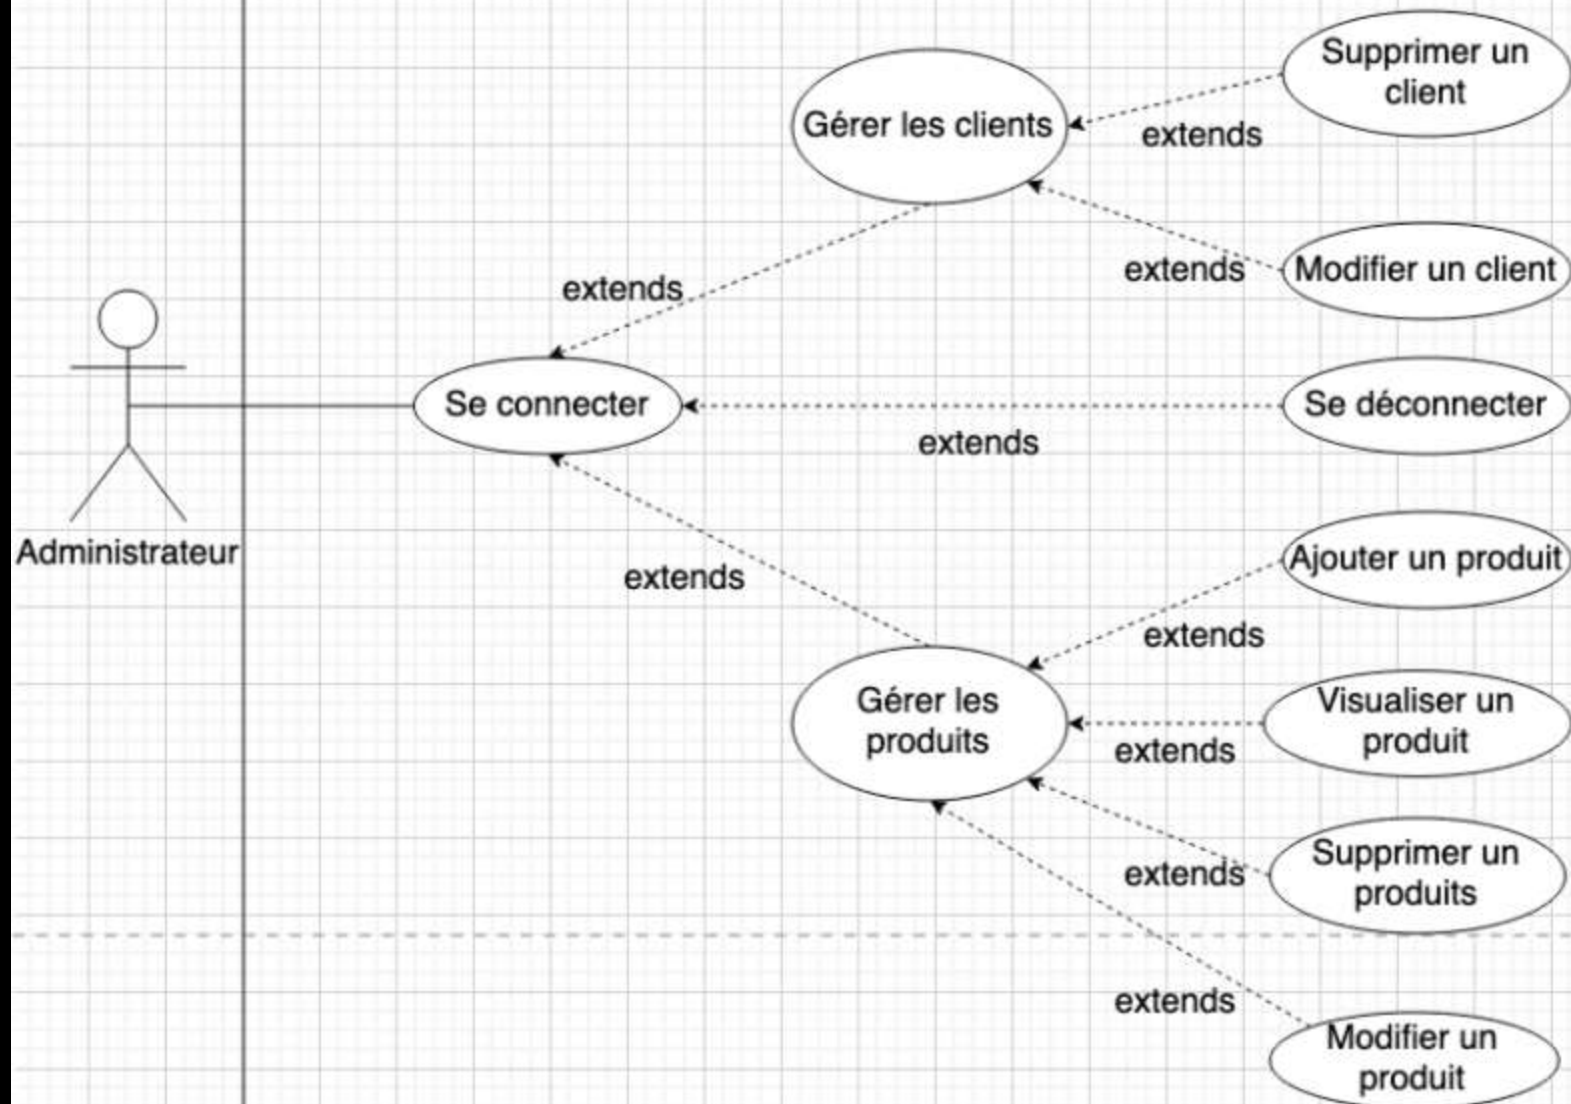 Supprimer un
client
Gérer les clients
extends
extends
Modifier un client
extends
Se connecter
Se déconnecter
extends
Administrateur
Ajouter un produit
extends
extends
Gérer les
produits
Visualiser un
produit
extends
Supprimer un
produits
extends
extends
Modifier un
produit